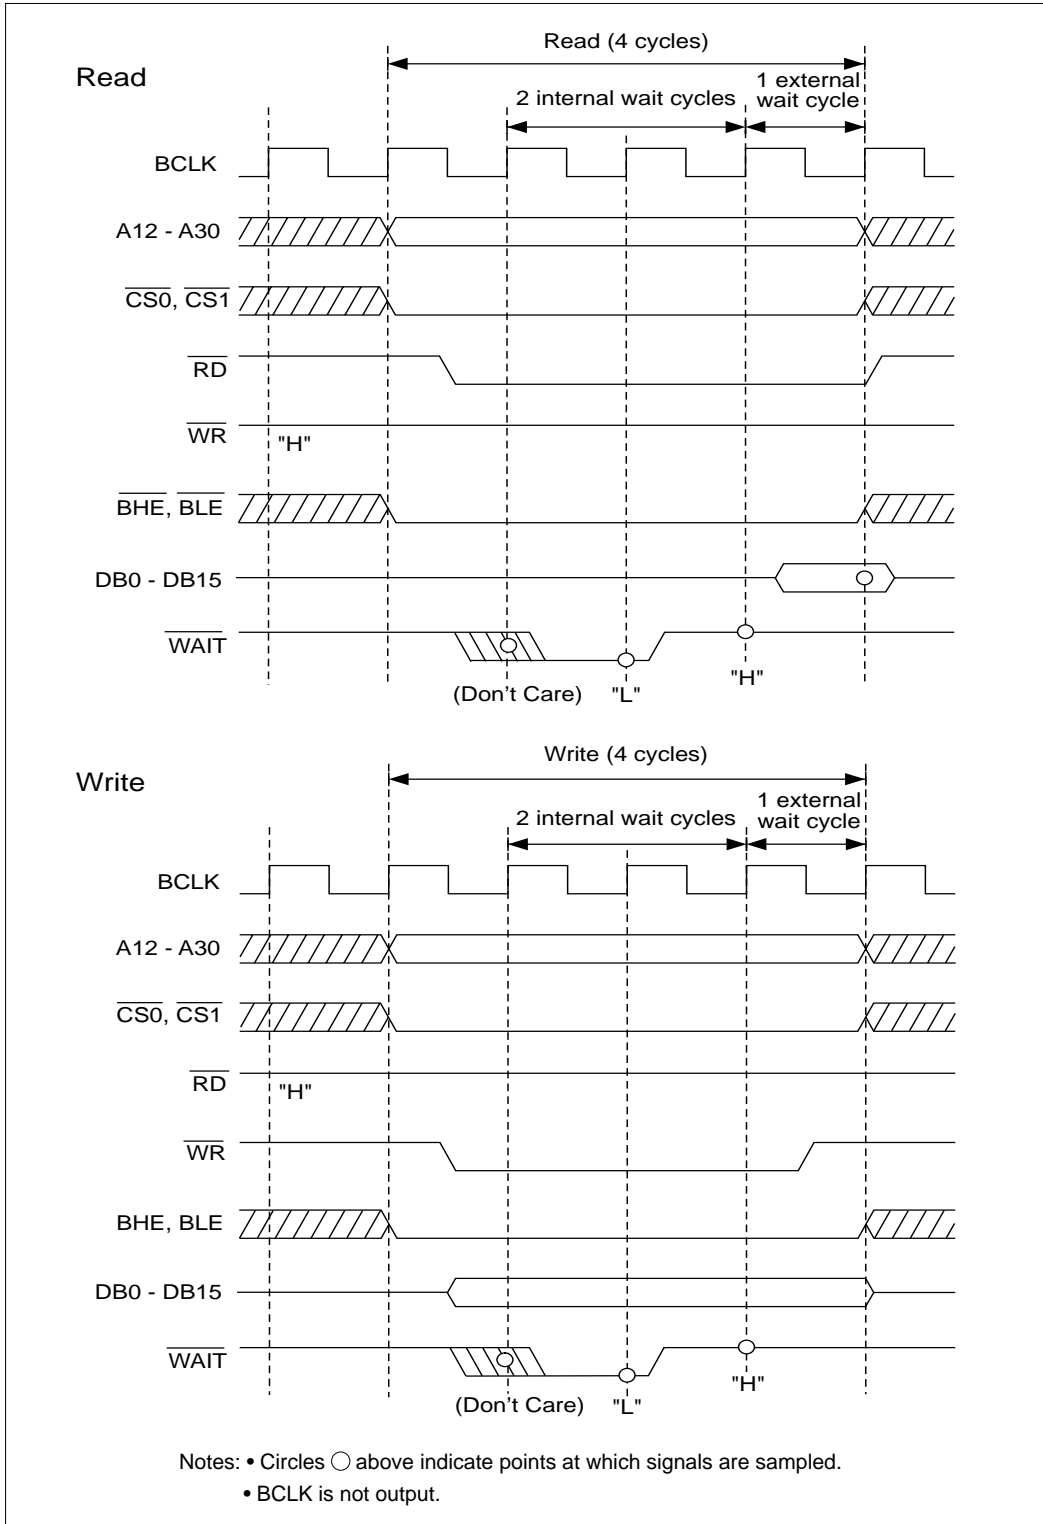 Read (4 cycles)
Read
1 external
2 internal wait cycles
wait cycle
BCLK
A12 - A30
CS0, CS1
RD
WR
"H"
BHE, BLE
DB0 - DB15
WAIT
(Don't Care)
"L"
"H"
Write (4 cycles)
Write
1 external
2 internal wait cycles
wait cycle
BCLK
A12 - A30
CS0, CS1
RD
"H"
WR
BHE, BLE
DB0 - DB15
WAIT
(Don't Care)
"L"
"H"
Notes: • Circles ○ above indicate points at which signals are sampled.
• BCLK is not output.